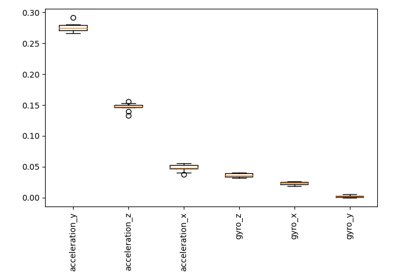 0.30
0.25
0.20
0.15
0.10
0.05
0.00
acceleration_y
acceleration_z
acceleration_x
gyro_z
gyro_x
gyro_y